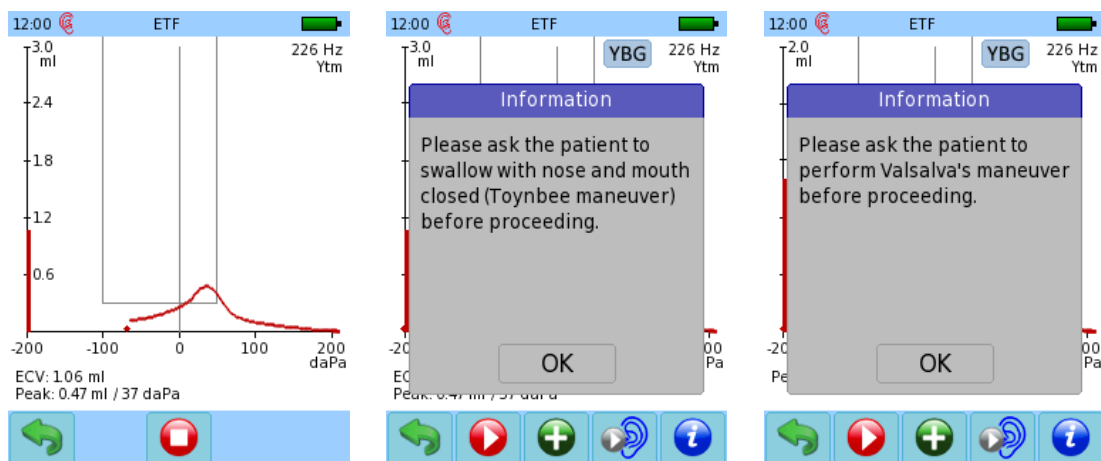 12:00 ETF
3.0
ml
226 Hz
Ytm
2.4
1.8
1.2
0.6
-200 -100 0 100 200
daPa
ECV: 1.06 ml
Peak: 0.47 ml / 37 daPa
12:00 ETF
3.0
ml
YBG 226 Hz
Ytm
Information
Please ask the patient to
swallow with nose and mouth
closed (Toynbee maneuver)
before proceeding.
OK
12:00 ETF
2.0
ml
YBG 226 Hz
Ytm
Information
Please ask the patient to
perform Valsalva's maneuver
before proceeding.
OK